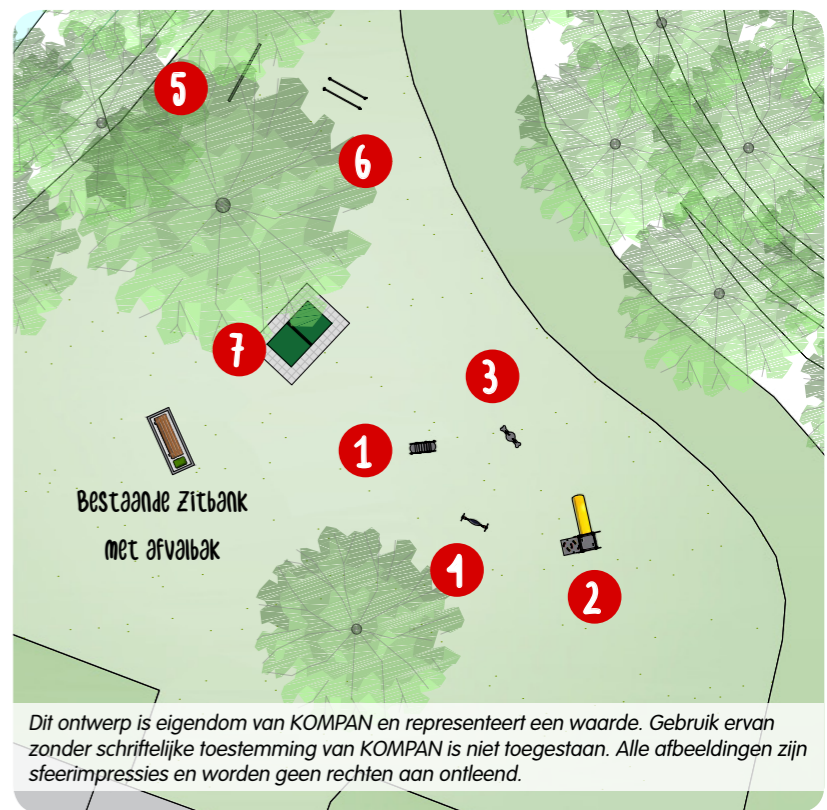 5
6
7
3
1
Bestaande zitbank
met afvalbak
4
2
Dit ontwerp is eigendom van KOMPAN en representeert een waarde. Gebruik ervan
zonder schriftelijke toestemming van KOMPAN is niet toegestaan. Alle afbeeldingen zijn
sfeerimpressies en worden geen rechten aan ontleend.